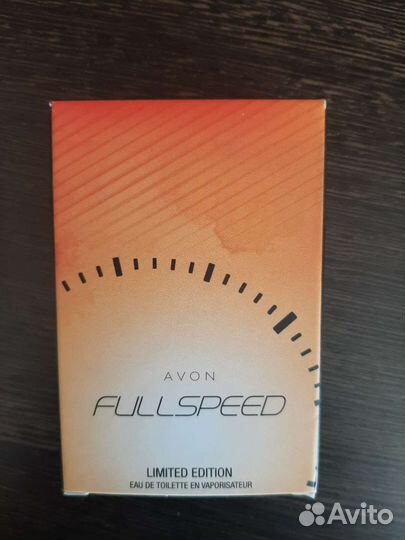 AVON
FULLSPEED
LIMITED EDITION
EAU DE TOILETTE EN VAPORISATEUR
Avito